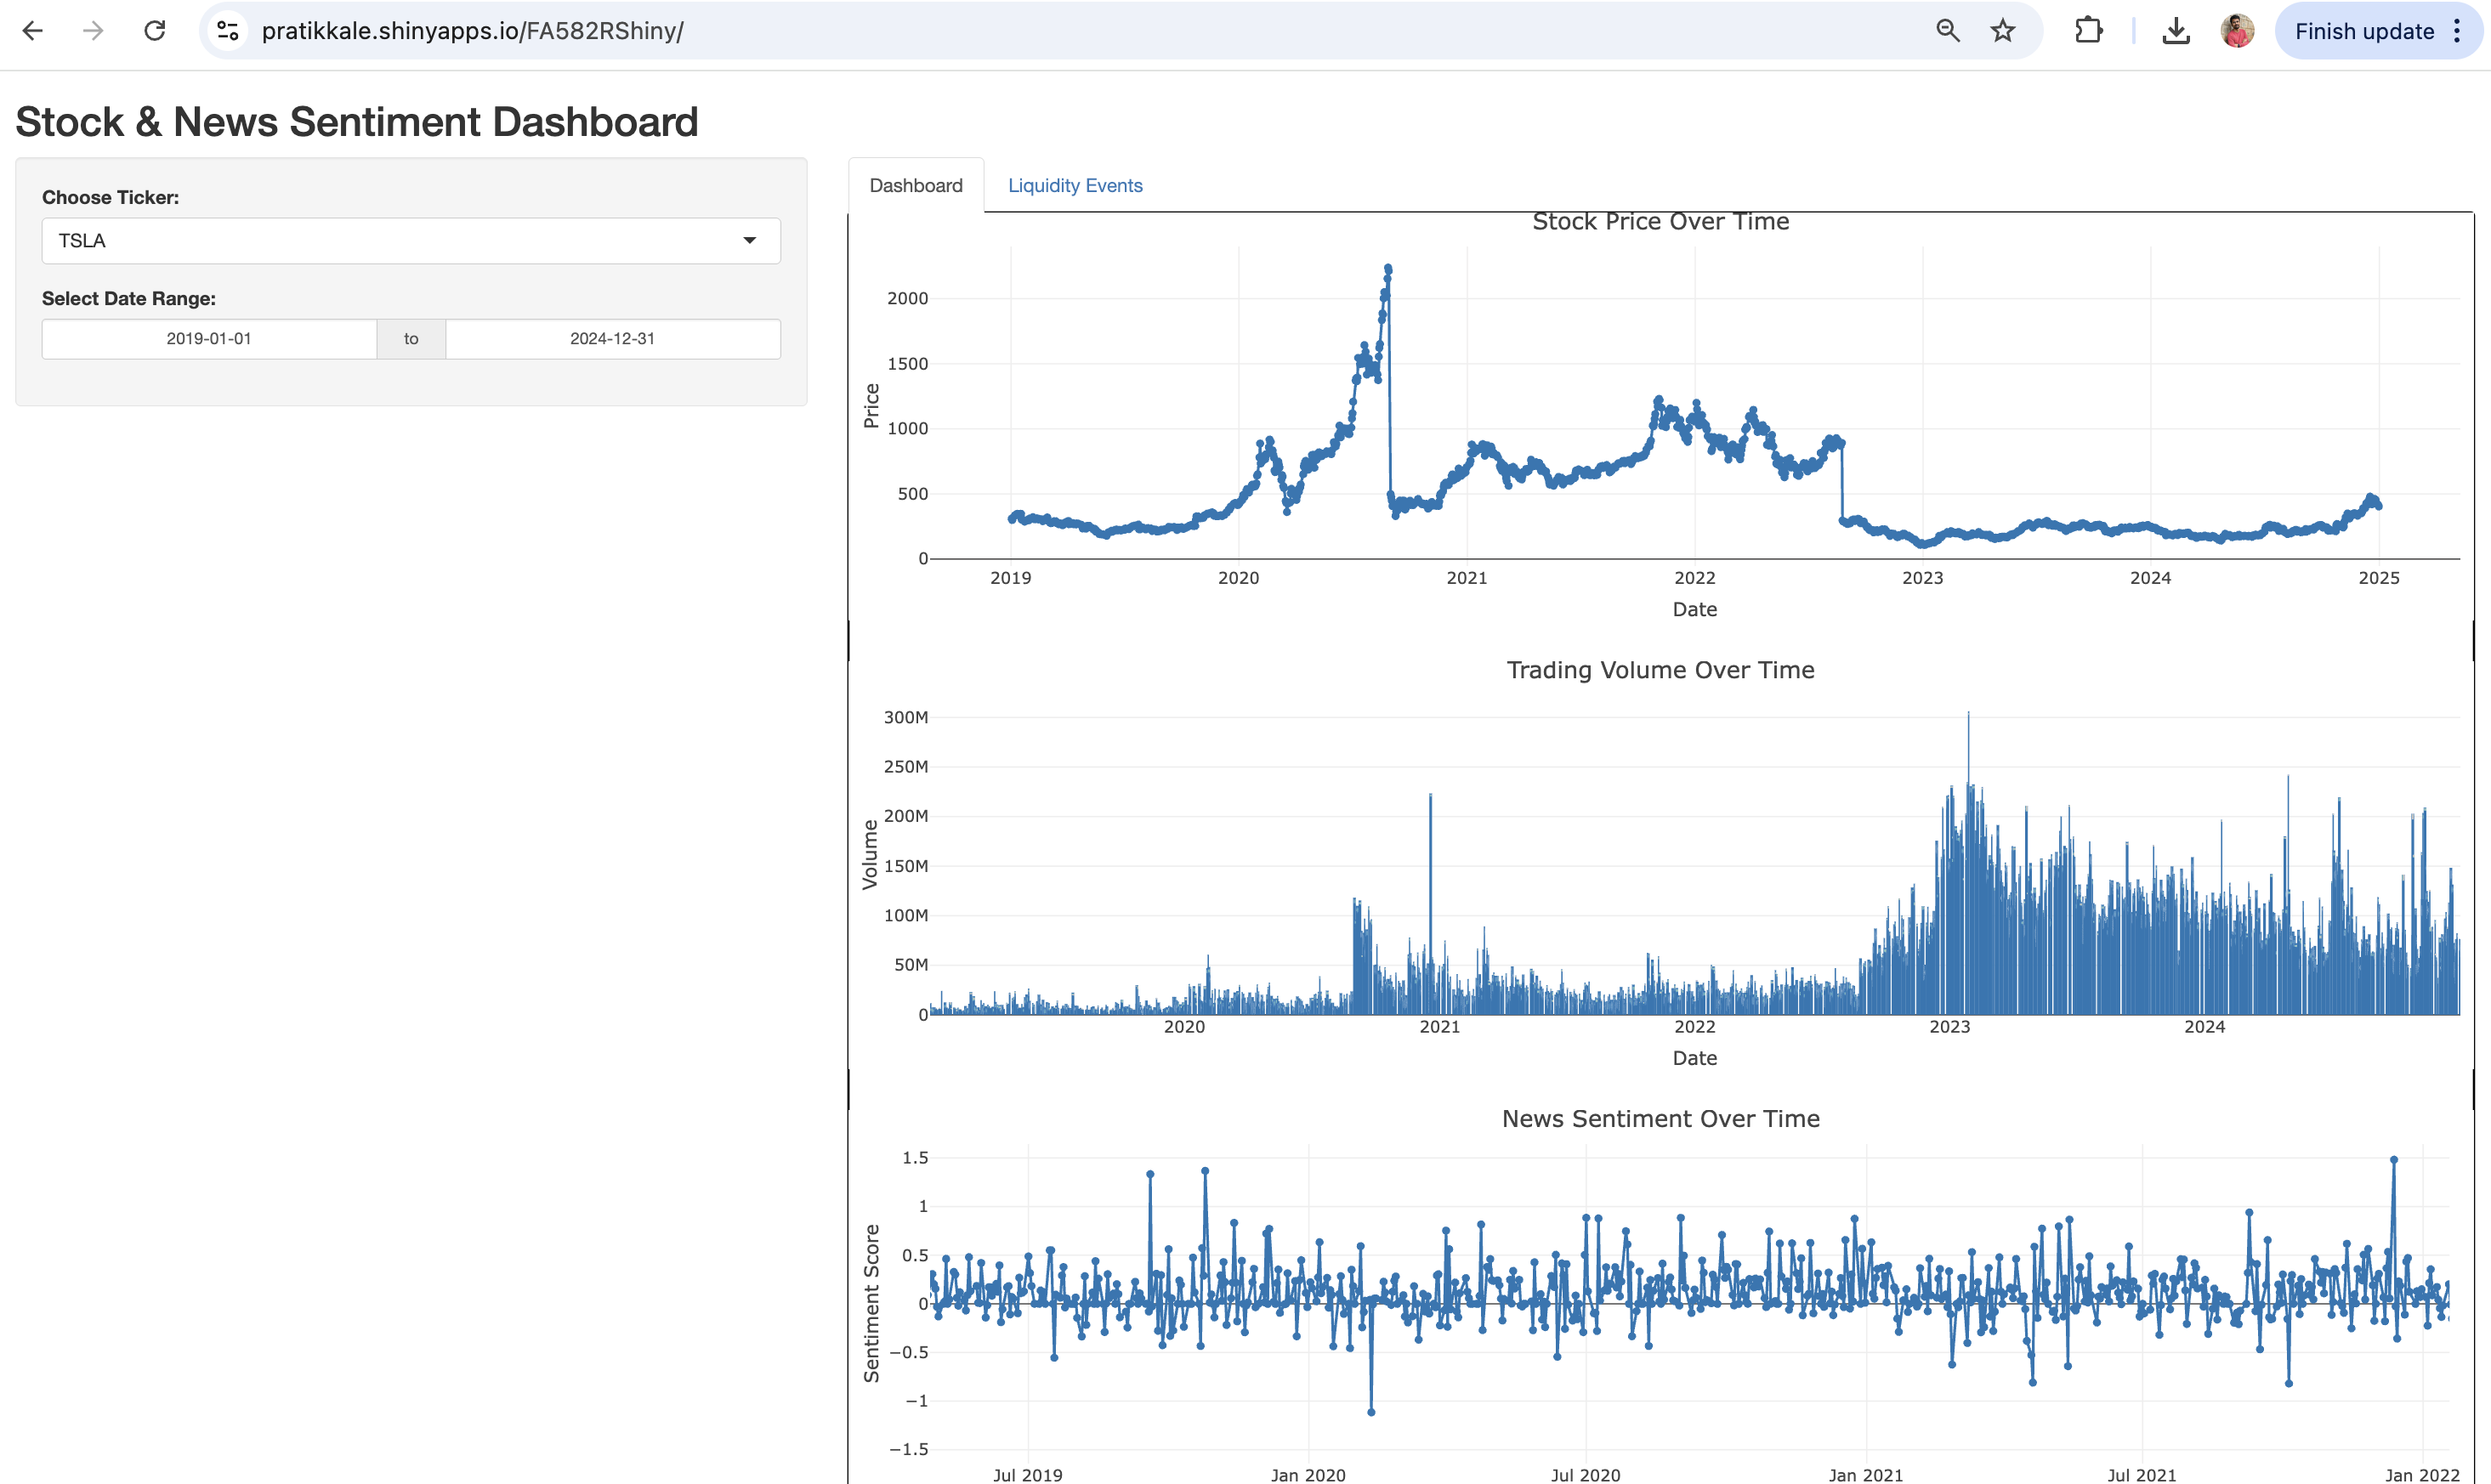 pratikkale.shinyapps.io/FA582RShiny/
Finish update
Stock & News Sentiment Dashboard
Choose Ticker:
TSLA
Select Date Range:
2019-01-01 to 2024-12-31
Dashboard Liquidity Events
Stock Price Over Time
Price
2000
1500
1000
500
0
2019 2020 2021 2022 2023 2024 2025
Date
Trading Volume Over Time
Volume
300M
250M
200M
150M
100M
50M
0
2020 2021 2022 2023 2024
Date
News Sentiment Over Time
Sentiment Score
1.5
1
0.5
0
−0.5
−1
−1.5
Jul 2019 Jan 2020 Jul 2020 Jan 2021 Jul 2021 Jan 2022